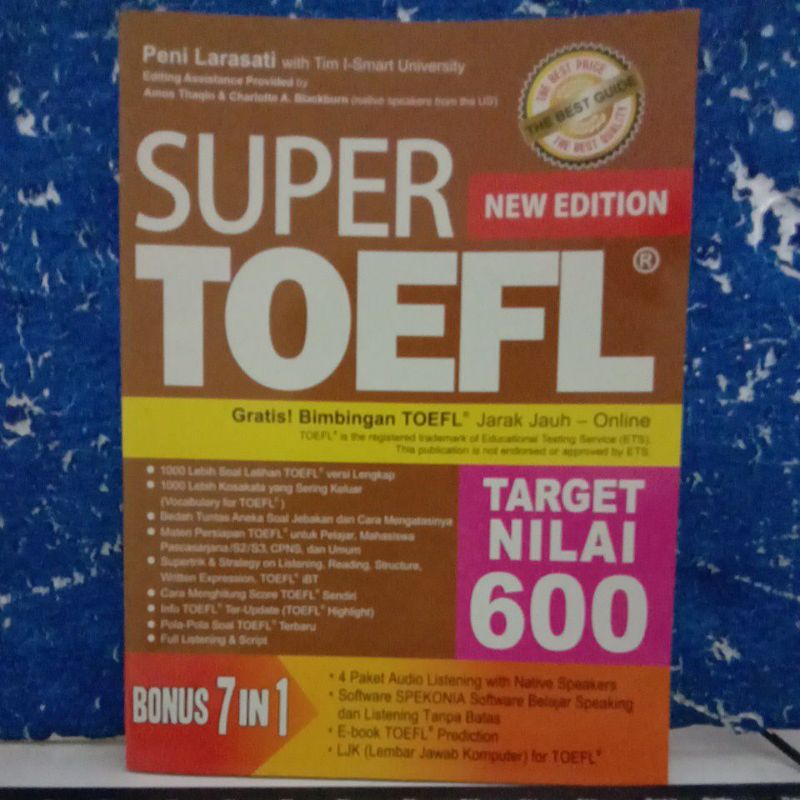 Peni Larasati with Tim I-Smart University
Editing Assistance Provided by
Amos Thaqin & Charlotte A. Blackburn (native speakers from the US)
THE BEST PRICE
THE BEST GUIDE
THE BEST QUALITY
SUPER
NEW EDITION
TOEFL®
Gratis! Bimbingan TOEFL® Jarak Jauh – Online
TOEFL® is the registered trademark of Educational Testing Service (ETS).
This publication is not endorsed or approved by ETS.
• 1000 Lebih Soal Latihan TOEFL® versi Lengkap
• 1000 Lebih Kosakata yang Sering Keluar
(Vocabulary for TOEFL®)
• Bedah Tuntas Aneka Soal Jebakan dan Cara Mengatasinya
• Materi Persiapan TOEFL® untuk Pelajar, Mahasiswa
Pascasarjana/S2/S3, CPNS, dan Umum
• Supertrik & Strategy on Listening, Reading, Structure,
Written Expression, TOEFL® iBT
• Cara Menghitung Score TOEFL® Sendiri
• Info TOEFL® Ter-Update (TOEFL® Highlight)
• Pola-Pola Soal TOEFL® Terbaru
• Full Listening & Script
TARGET
NILAI
600
BONUS 7 IN 1
• 4 Paket Audio Listening with Native Speakers
• Software SPEKONIA Software Belajar Speaking
dan Listening Tanpa Batas
• E-book TOEFL® Prediction
• LJK (Lembar Jawab Komputer) for TOEFL®